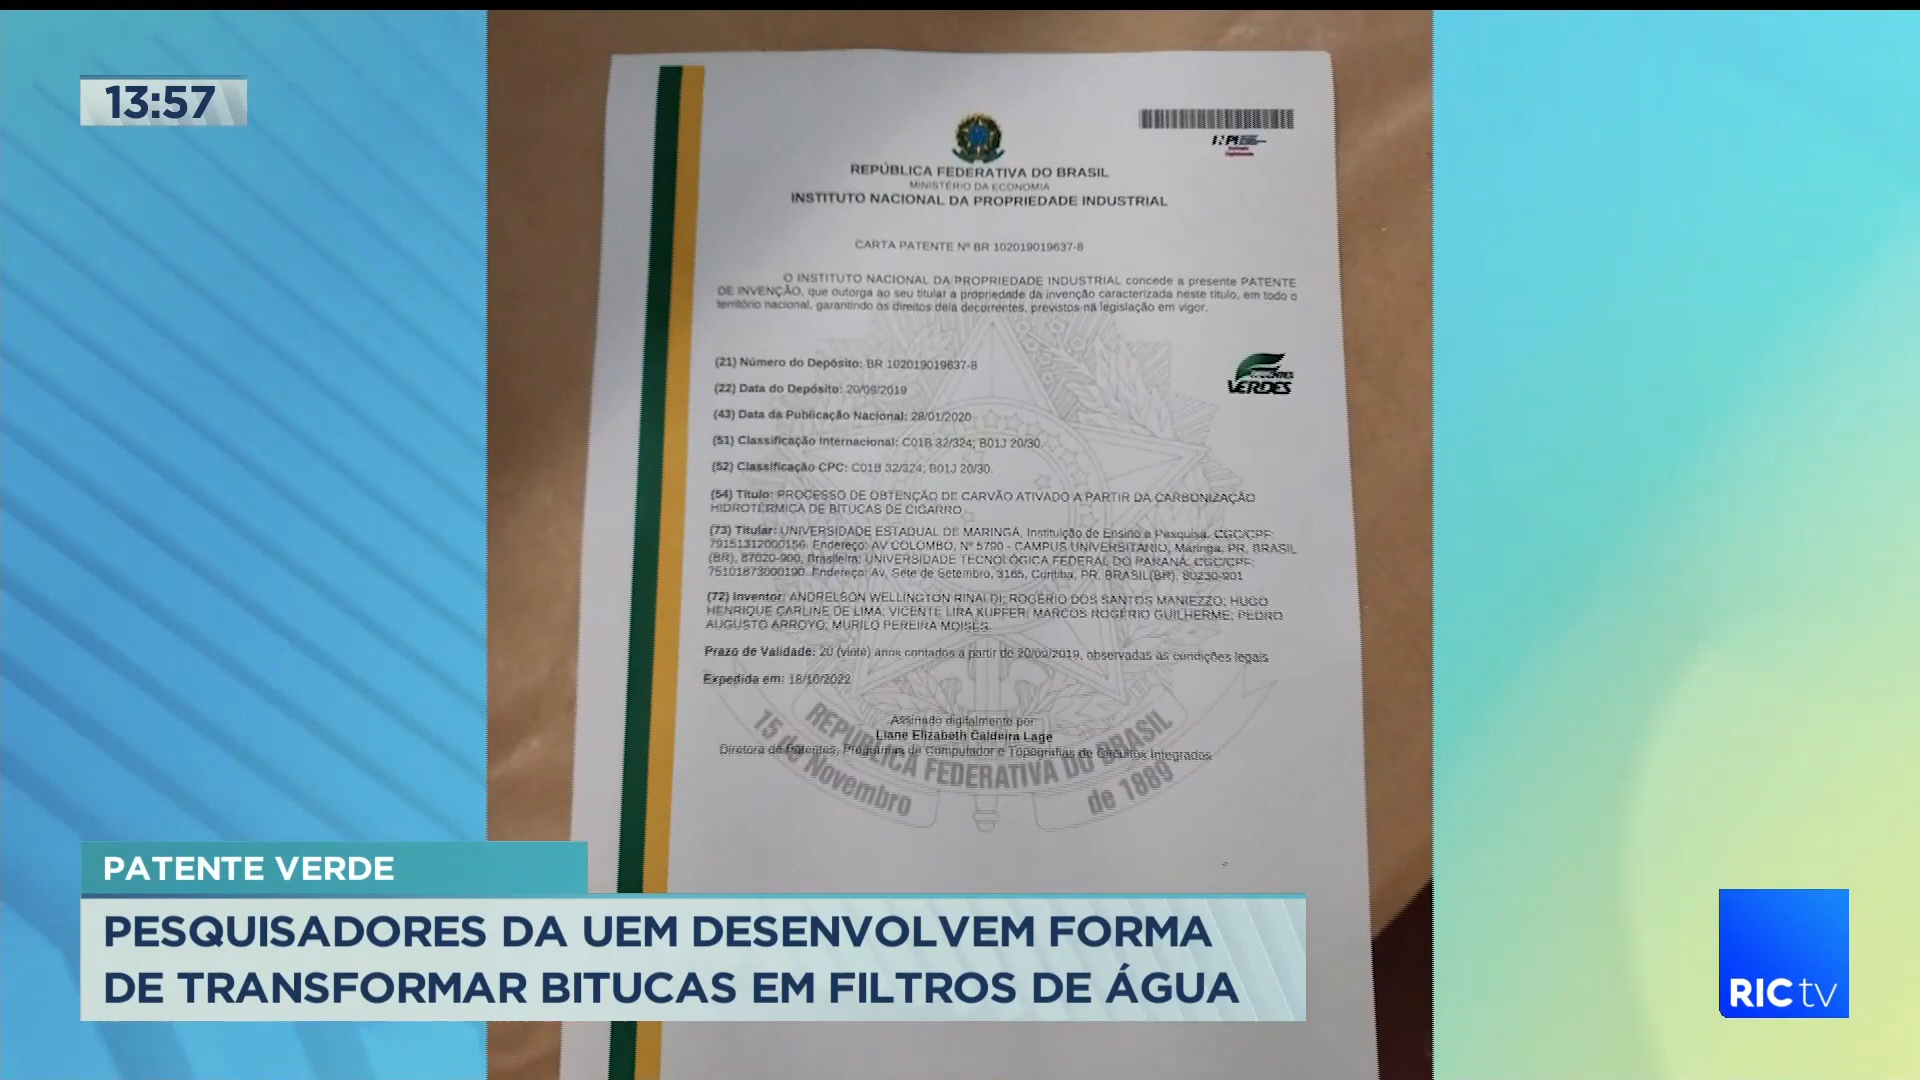 13:57
INPI
REPÚBLICA FEDERATIVA DO BRASIL
MINISTÉRIO DA ECONOMIA
INSTITUTO NACIONAL DA PROPRIEDADE INDUSTRIAL
CARTA PATENTE Nº BR 102019019637-8
O INSTITUTO NACIONAL DA PROPRIEDADE INDUSTRIAL concede a presente PATENTE
DE INVENÇÃO, que outorga ao seu titular a propriedade da invenção caracterizada neste título, em todo o
território nacional, garantindo os direitos dela decorrentes, previstos na legislação em vigor.
(21) Número do Depósito: BR 102019019637-8
(22) Data do Depósito: 20/09/2019
(43) Data da Publicação Nacional: 28/01/2020
(51) Classificação Internacional: C01B 32/324; B01J 20/30.
(52) Classificação CPC: C01B 32/324; B01J 20/30.
PATENTES
VERDES
(54) Título: PROCESSO DE OBTENÇÃO DE CARVÃO ATIVADO A PARTIR DA CARBONIZAÇÃO
HIDROTÉRMICA DE BITUCAS DE CIGARRO
(73) Titular: UNIVERSIDADE ESTADUAL DE MARINGÁ, Instituição de Ensino e Pesquisa. CGC/CPF:
79151312000156. Endereço: AV COLOMBO, Nº 5790 - CAMPUS UNIVERSITÁRIO, Maringá, PR, BRASIL
(BR), 87020-900, Brasileira; UNIVERSIDADE TECNOLÓGICA FEDERAL DO PARANÁ. CGC/CPF:
75101873000190. Endereço: Av. Sete de Setembro, 3165, Curitiba, PR, BRASIL(BR), 80230-901
(72) Inventor: ANDRELSON WELLINGTON RINALDI; ROGÉRIO DOS SANTOS MANIEZZO; HUGO
HENRIQUE CARLINE DE LIMA; VICENTE LIRA KUPFER; MARCOS ROGÉRIO GUILHERME; PEDRO
AUGUSTO ARROYO; MURILO PEREIRA MOISÉS.
Prazo de Validade: 20 (vinte) anos contados a partir de 20/09/2019, observadas as condições legais
Expedida em: 18/10/2022
Assinado digitalmente por:
Liane Elizabeth Caldeira Lage
Diretora de Patentes, Programas de Computador e Topografias de Circuitos Integrados
REPÚBLICA FEDERATIVA DO BRASIL
15 de Novembro de 1889
PATENTE VERDE
PESQUISADORES DA UEM DESENVOLVEM FORMA
DE TRANSFORMAR BITUCAS EM FILTROS DE ÁGUA
RIC tv